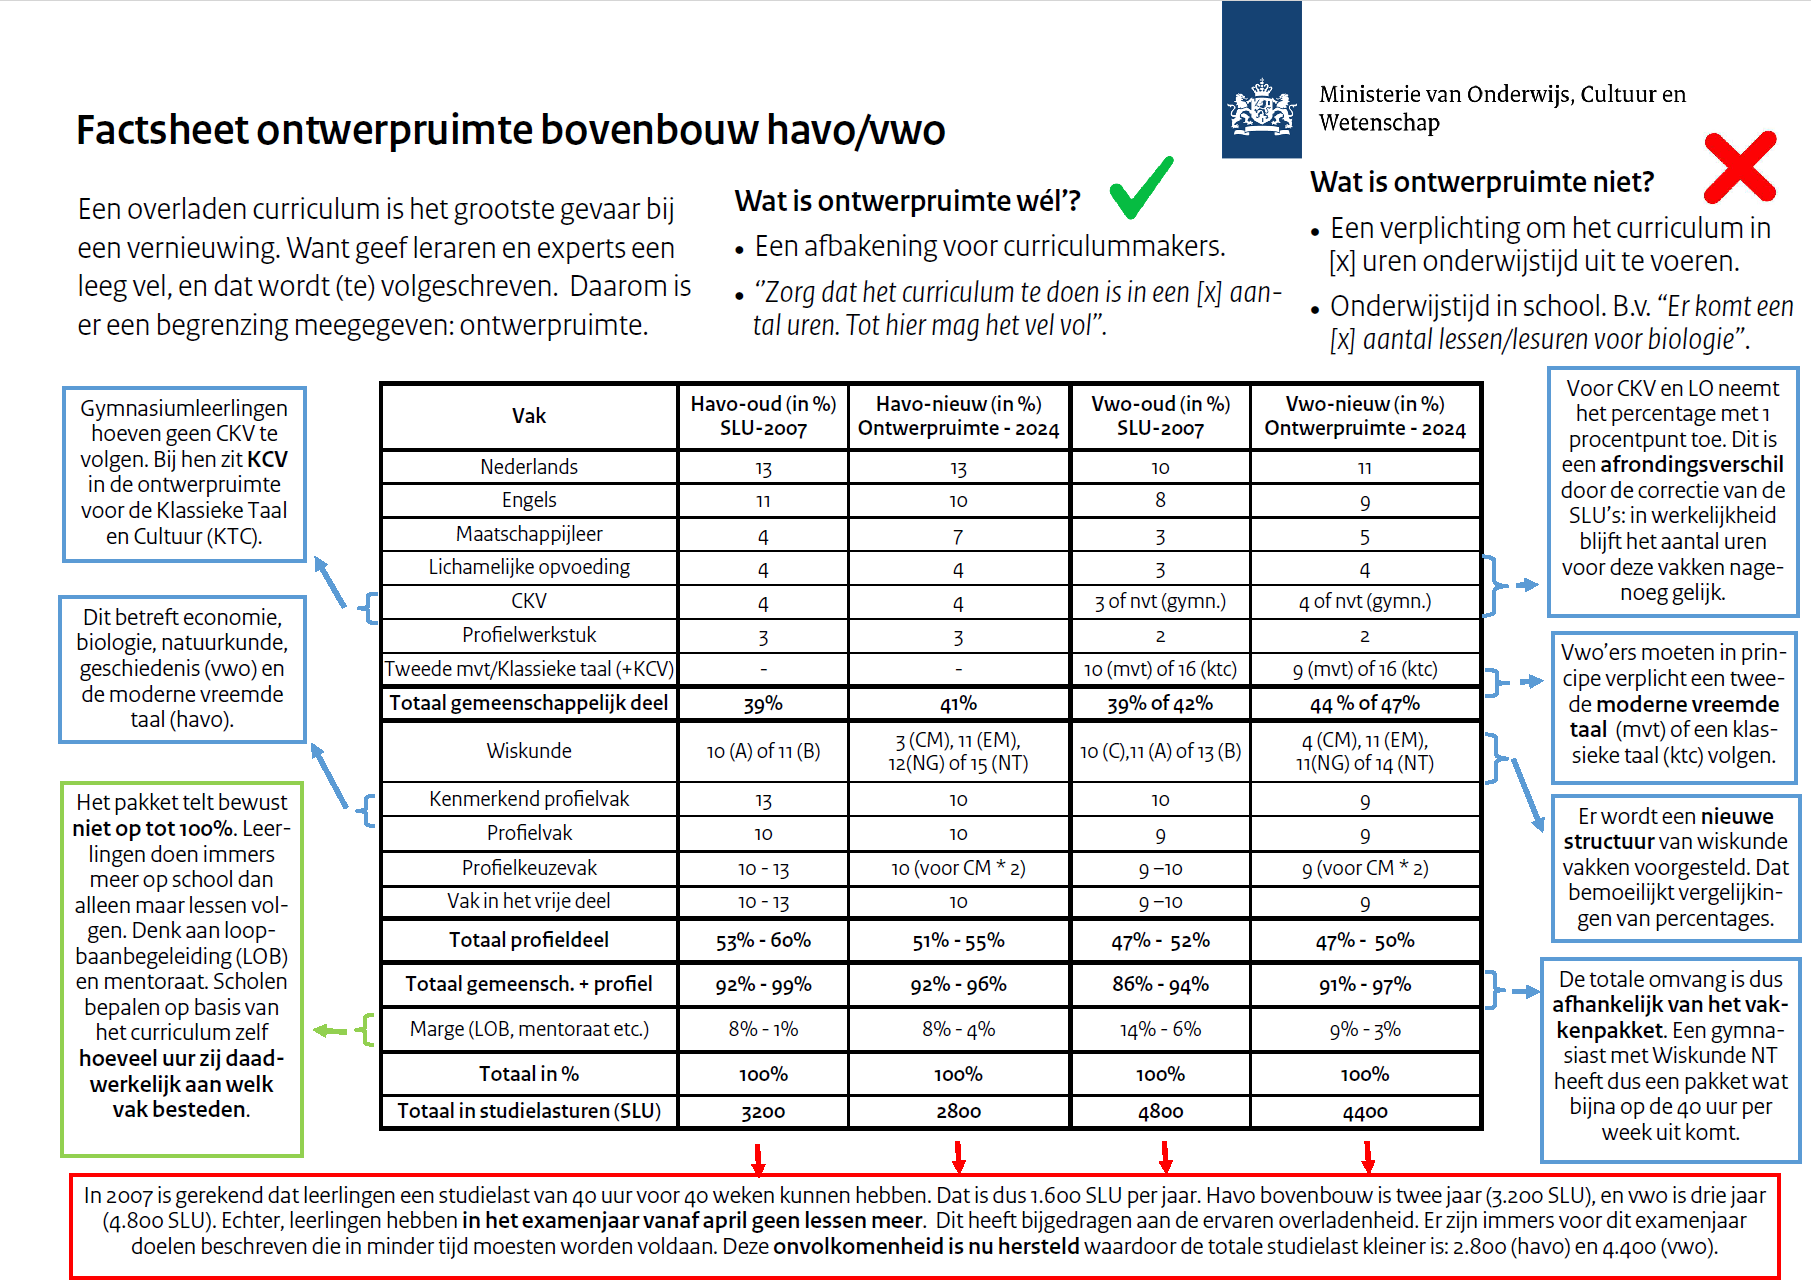 Ministerie van Onderwijs, Cultuur en
Wetenschap
Factsheet ontwerpruimte bovenbouw havo/vwo
Een overladen curriculum is het grootste gevaar bij
een vernieuwing. Want geef leraren en experts een
leeg vel, en dat wordt (te) volgeschreven. Daarom is
er een begrenzing meegegeven: ontwerpruimte.
Wat is ontwerpruimte wél’?
• Een afbakening voor curriculummakers.
• “Zorg dat het curriculum te doen is in een [x] aan-
tal uren. Tot hier mag het vel vol”.
Wat is ontwerpruimte niet?
• Een verplichting om het curriculum in
[x] uren onderwijstijd uit te voeren.
• Onderwijstijd in school. B.v. “Er komt een
[x] aantal lessen/lesuren voor biologie”.
Gymnasiumleerlingen
hoeven geen CKV te
volgen. Bij hen zit KCV
in de ontwerpruimte
voor de Klassieke Taal
en Cultuur (KTC).
Dit betreft economie,
biologie, natuurkunde,
geschiedenis (vwo) en
de moderne vreemde
taal (havo).
Het pakket telt bewust
niet op tot 100%. Leer-
lingen doen immers
meer op school dan
alleen maar lessen vol-
gen. Denk aan loop-
baanbegeleiding (LOB)
en mentoraat. Scholen
bepalen op basis van
het curriculum zelf
hoeveel uur zij daad-
werkelijk aan welk
vak besteden.
Vak Havo-oud (in %) SLU-2007 Havo-nieuw (in %) Ontwerpruimte - 2024 Vwo-oud (in %) SLU-2007 Vwo-nieuw (in %) Ontwerpruimte - 2024
Nederlands 13 13 10 11
Engels 11 10 8 9
Maatschappijleer 4 7 3 5
Lichamelijke opvoeding 4 4 3 4
CKV 4 4 3 of nvt (gymn.) 4 of nvt (gymn.)
Profielwerkstuk 3 3 2 2
Tweede mvt/Klassieke taal (+KCV) - - 10 (mvt) of 16 (ktc) 9 (mvt) of 16 (ktc)
Totaal gemeenschappelijk deel 39% 41% 39% of 42% 44 % of 47%
Wiskunde 10 (A) of 11 (B) 3 (CM), 11 (EM), 12(NG) of 15 (NT) 10 (C),11 (A) of 13 (B) 4 (CM), 11 (EM), 11(NG) of 14 (NT)
Kenmerkend profielvak 13 10 10 9
Profielvak 10 10 9 9
Profielkeuzevak 10 - 13 10 (voor CM * 2) 9 –10 9 (voor CM * 2)
Vak in het vrije deel 10 - 13 10 9 –10 9
Totaal profieldeel 53% - 60% 51% - 55% 47% - 52% 47% - 50%
Totaal gemeensch. + profiel 92% - 99% 92% - 96% 86% - 94% 91% - 97%
Marge (LOB, mentoraat etc.) 8% - 1% 8% - 4% 14% - 6% 9% - 3%
Totaal in % 100% 100% 100% 100%
Totaal in studielasturen (SLU) 3200 2800 4800 4400
Voor CKV en LO neemt
het percentage met 1
procentpunt toe. Dit is
een afrondingsverschil
door de correctie van de
SLU’s: in werkelijkheid
blijft het aantal uren
voor deze vakken nage-
noeg gelijk.
Vwo’ers moeten in prin-
cipe verplicht een twee-
de moderne vreemde
taal (mvt) of een klas-
sieke taal (ktc) volgen.
Er wordt een nieuwe
structuur van wiskunde
vakken voorgesteld. Dat
bemoeilijkt vergelijkin-
gen van percentages.
De totale omvang is dus
afhankelijk van het vak-
kenpakket. Een gymna-
siast met Wiskunde NT
heeft dus een pakket wat
bijna op de 40 uur per
week uit komt.
In 2007 is gerekend dat leerlingen een studielast van 40 uur voor 40 weken kunnen hebben. Dat is dus 1.600 SLU per jaar. Havo bovenbouw is twee jaar (3.200 SLU), en vwo is drie jaar
(4.800 SLU). Echter, leerlingen hebben in het examenjaar vanaf april geen lessen meer. Dit heeft bijgedragen aan de ervaren overladenheid. Er zijn immers voor dit examenjaar
doelen beschreven die in minder tijd moesten worden voldaan. Deze onvolkomenheid is nu hersteld waardoor de totale studielast kleiner is: 2.800 (havo) en 4.400 (vwo).